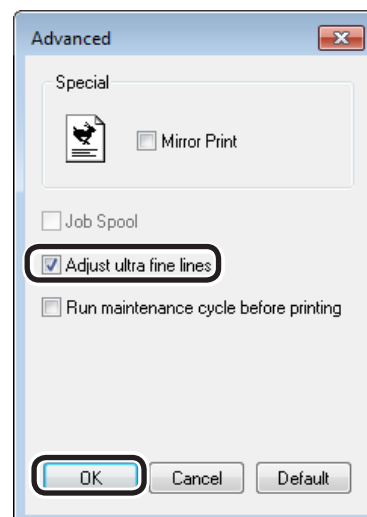 Advanced
Special
Mirror Print
Job Spool
Adjust ultra fine lines
Run maintenance cycle before printing
OK Cancel Default